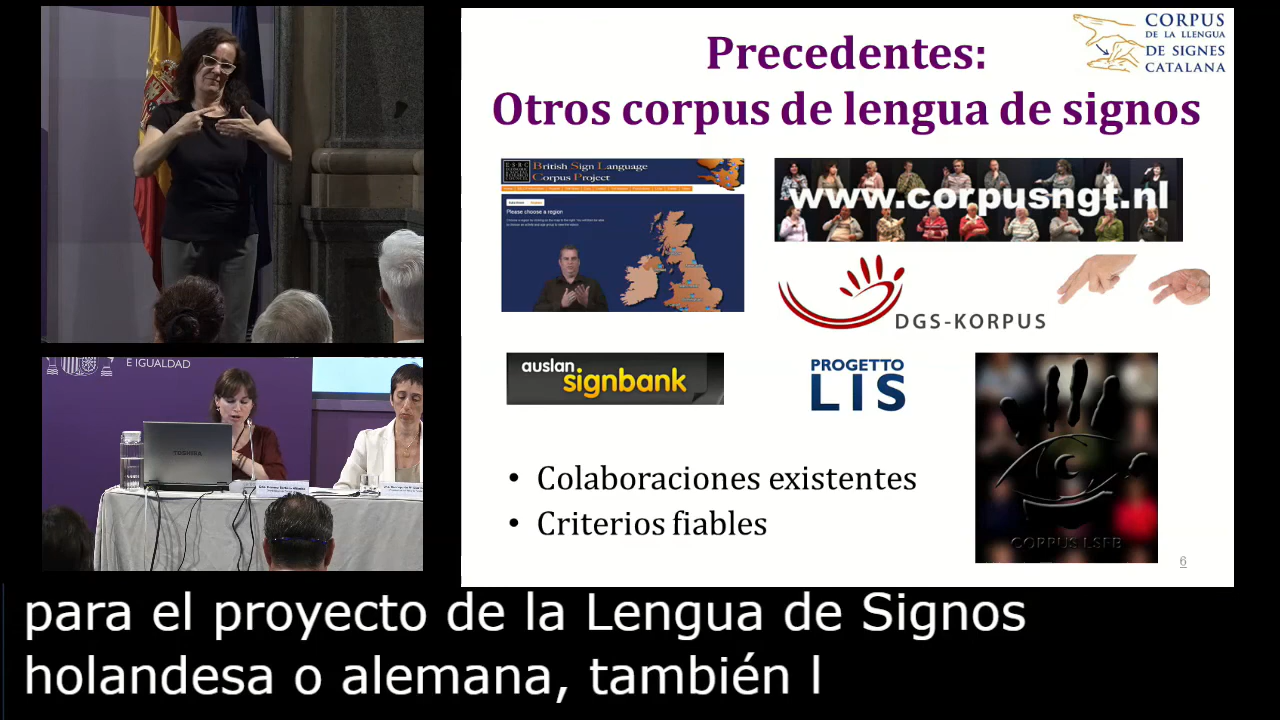 E IGUALDAD
TOSHIBA
CORPUS
DE LA LLENGUA
DE SIGNES
CATALANA
Precedentes:
Otros corpus de lengua de signos
E S R C
British Sign Language
Corpus Project
Please choose a region
www.corpusngt.nl
DGS-KORPUS
auslan
signbank
PROGETTO
LIS
• Colaboraciones existentes
• Criterios fiables
CORPUS LSFB
6
para el proyecto de la Lengua de Signos
holandesa o alemana, también l